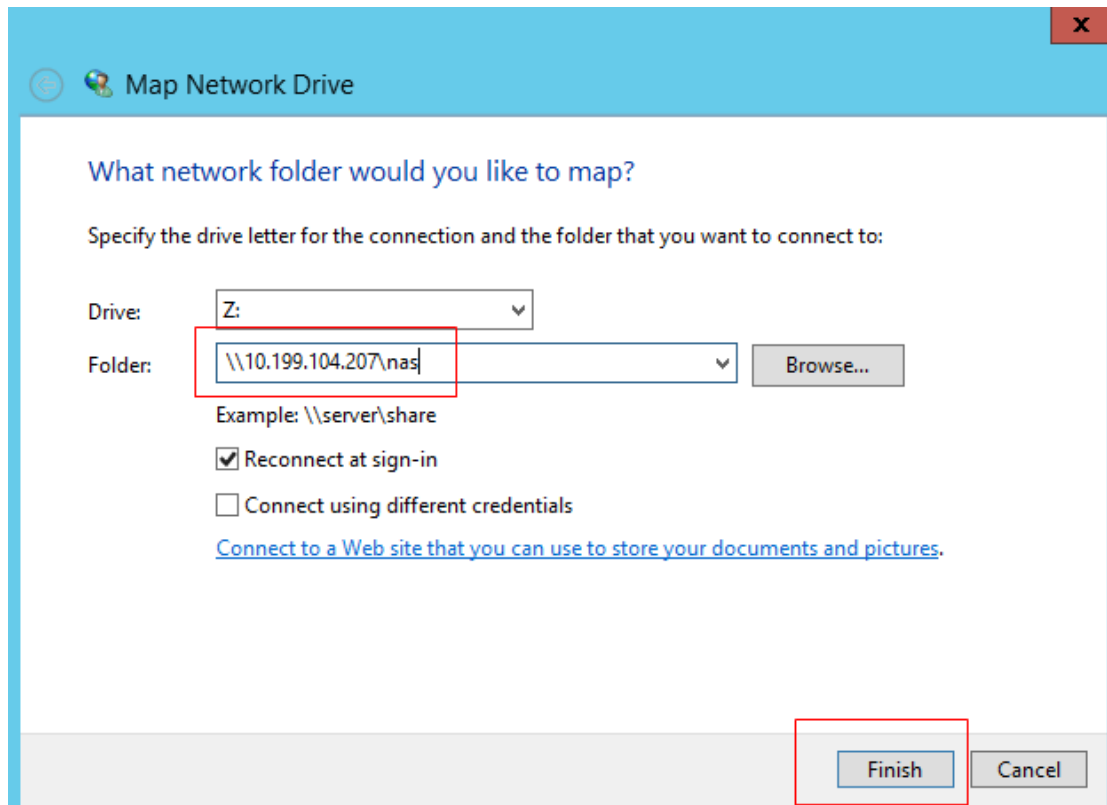 x
Map Network Drive
What network folder would you like to map?
Specify the drive letter for the connection and the folder that you want to connect to:
Drive: Z:
Folder: \\10.199.104.207\nas Browse...
Example: \\server\share
Reconnect at sign-in
Connect using different credentials
Connect to a Web site that you can use to store your documents and pictures.
Finish Cancel